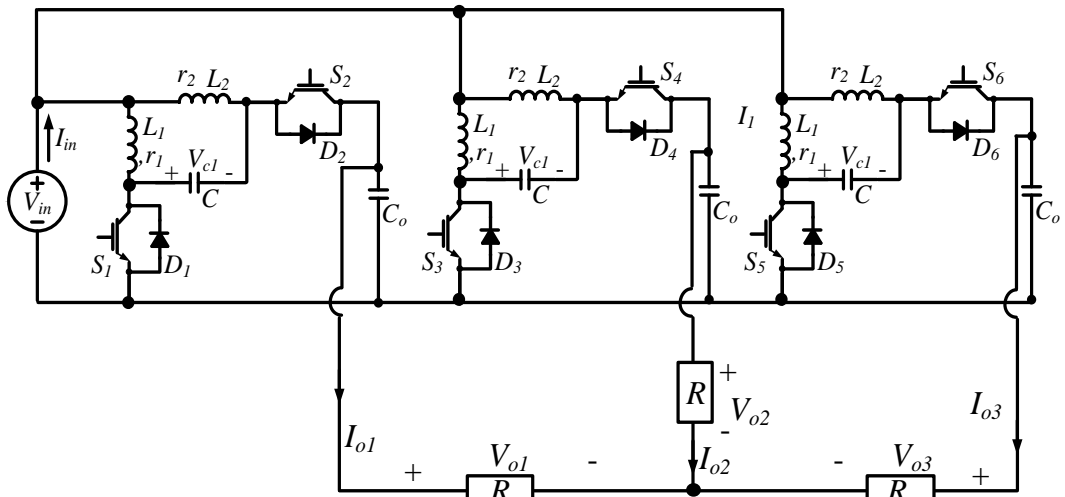 r2 L2 S2
r2 L2 S4
r2 L2 S6
Iin
L1
,r1
+ Vc1 -
C
D2
L1
,r1
+ Vc1 -
C
D4
I1
L1
,r1
+ Vc1 -
C
D6
+
Vin
-
S1
D1
Co
S3
D3
Co
S5
D5
Co
R
+
Vo2
-
Io1
Io2
Io3
+ Vo1 -
R
- Vo3 +
R